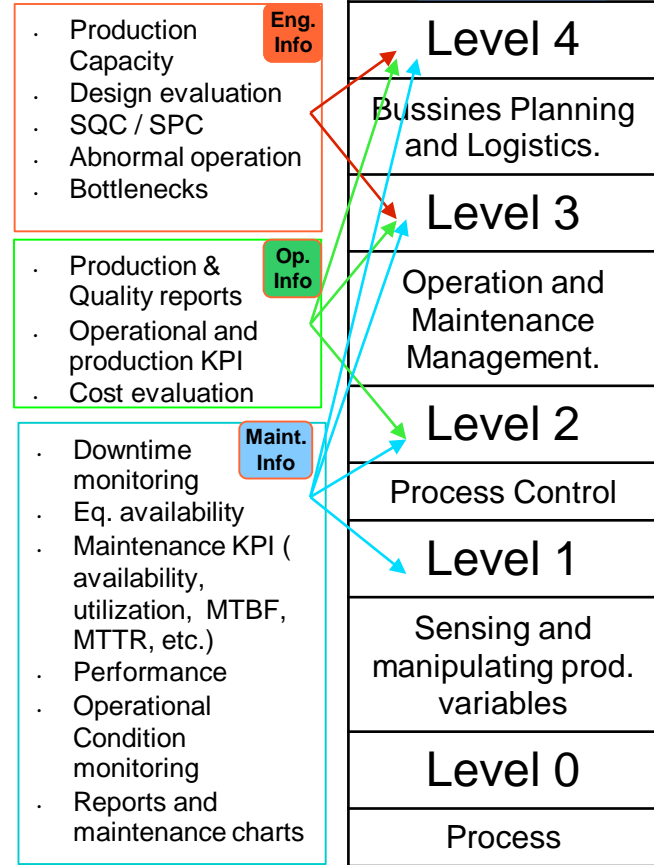 Eng.
Info
· Production
Capacity
· Design evaluation
· SQC / SPC
· Abnormal operation
· Bottlenecks
Op.
Info
· Production &
Quality reports
· Operational and
production KPI
· Cost evaluation
Maint.
Info
· Downtime
monitoring
· Eq. availability
· Maintenance KPI (
availability,
utilization, MTBF,
MTTR, etc.)
· Performance
· Operational
Condition
monitoring
· Reports and
maintenance charts
Level 4
Bussines Planning
and Logistics.
Level 3
Operation and
Maintenance
Management.
Level 2
Process Control
Level 1
Sensing and
manipulating prod.
variables
Level 0
Process